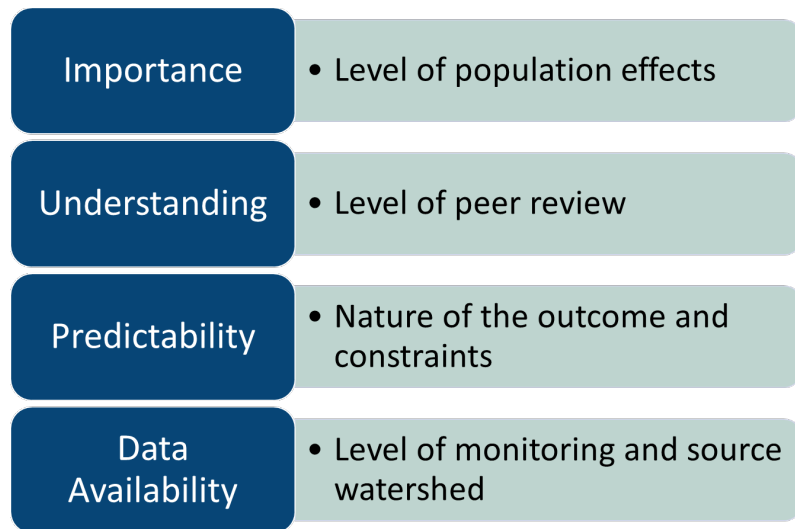 Importance
• Level of population effects
Understanding
• Level of peer review
Predictability
• Nature of the outcome and
constraints
Data
Availability
• Level of monitoring and source
watershed